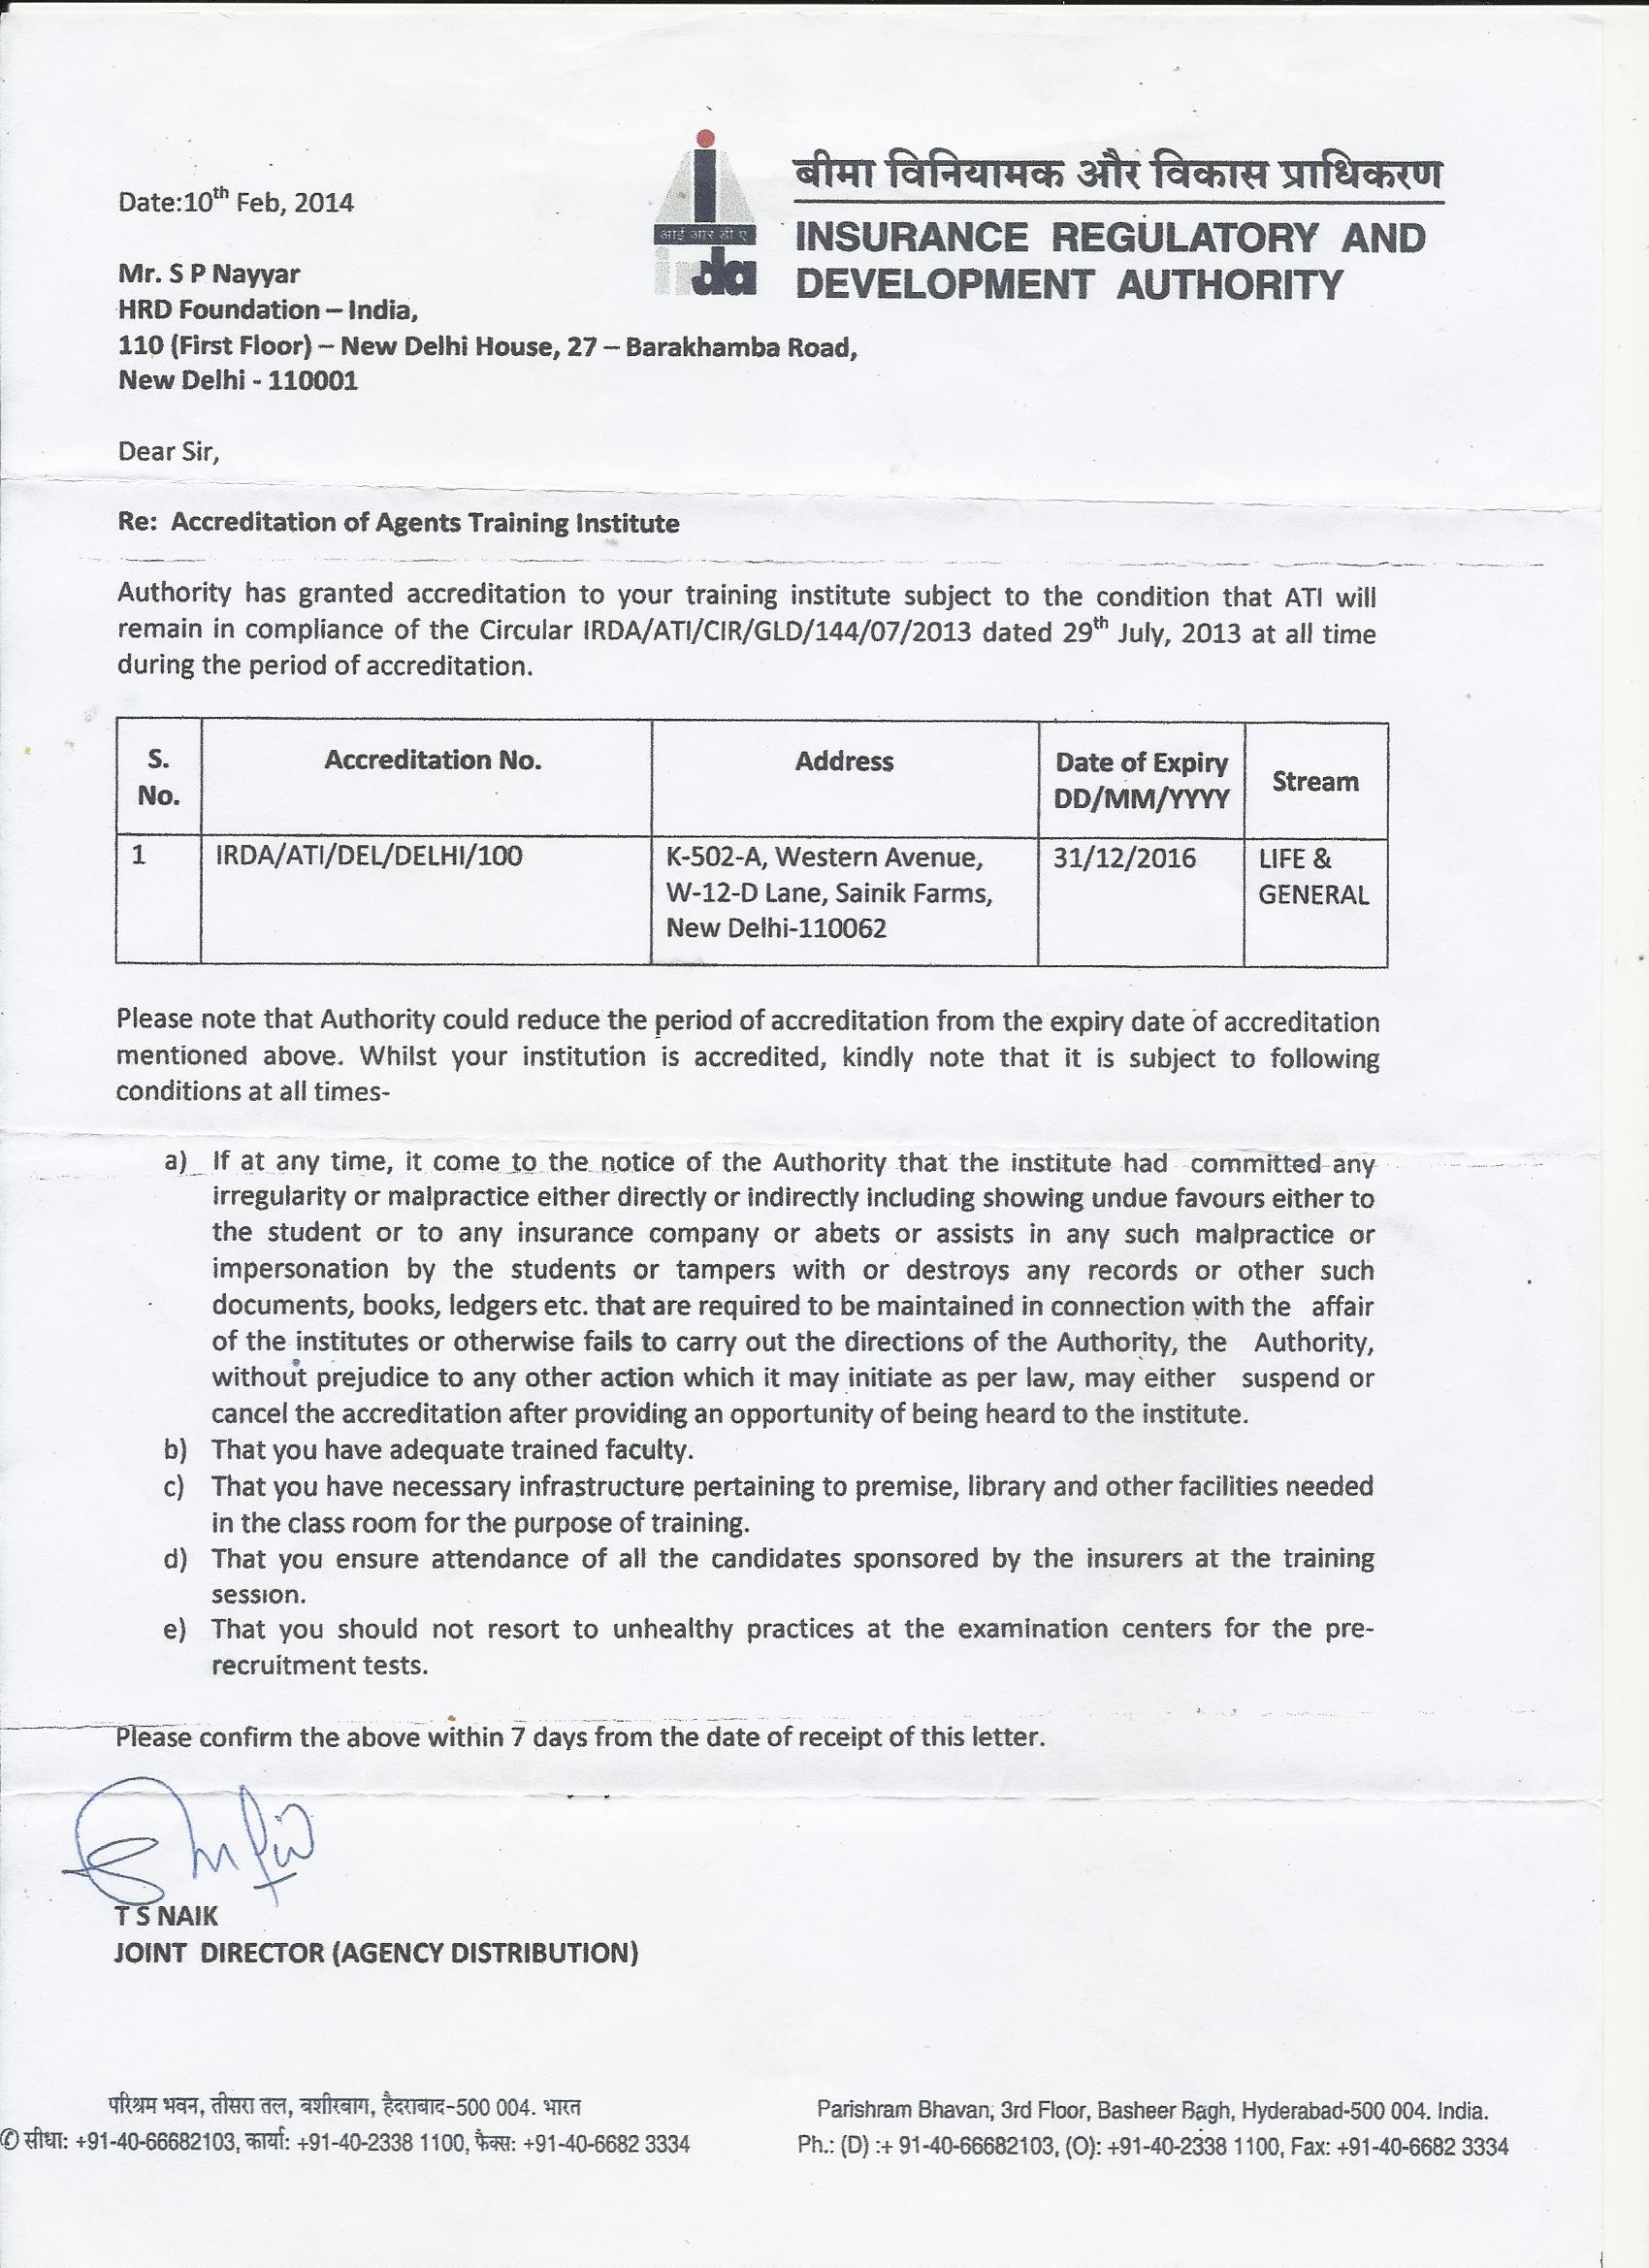 Date:10th Feb, 2014
आई आर डी ए
irda
बीमा विनियामक और विकास प्राधिकरण
INSURANCE REGULATORY AND
DEVELOPMENT AUTHORITY
Mr. S P Nayyar
HRD Foundation – India,
110 (First Floor) – New Delhi House, 27 – Barakhamba Road,
New Delhi - 110001
Dear Sir,
Re: Accreditation of Agents Training Institute
Authority has granted accreditation to your training institute subject to the condition that ATI will
remain in compliance of the Circular IRDA/ATI/CIR/GLD/144/07/2013 dated 29th July, 2013 at all time
during the period of accreditation.
S. No. Accreditation No. Address Date of Expiry DD/MM/YYYY Stream
1 IRDA/ATI/DEL/DELHI/100 K-502-A, Western Avenue, 31/12/2016 LIFE &
W-12-D Lane, Sainik Farms, GENERAL
New Delhi-110062
Please note that Authority could reduce the period of accreditation from the expiry date of accreditation
mentioned above. Whilst your institution is accredited, kindly note that it is subject to following
conditions at all times-
a) If at any time, it come to the notice of the Authority that the institute had committed any
irregularity or malpractice either directly or indirectly including showing undue favours either to
the student or to any insurance company or abets or assists in any such malpractice or
impersonation by the students or tampers with or destroys any records or other such
documents, books, ledgers etc. that are required to be maintained in connection with the affair
of the institutes or otherwise fails to carry out the directions of the Authority, the Authority,
without prejudice to any other action which it may initiate as per law, may either suspend or
cancel the accreditation after providing an opportunity of being heard to the institute.
b) That you have adequate trained faculty.
c) That you have necessary infrastructure pertaining to premise, library and other facilities needed
in the class room for the purpose of training.
d) That you ensure attendance of all the candidates sponsored by the insurers at the training
session.
e) That you should not resort to unhealthy practices at the examination centers for the pre-
recruitment tests.
Please confirm the above within 7 days from the date of receipt of this letter.
T S NAIK
JOINT DIRECTOR (AGENCY DISTRIBUTION)
परिश्रम भवन, तीसरा तल, बशीरबाग, हैदराबाद-500 004. भारत
✆ सीधा: +91-40-66682103, कार्या: +91-40-2338 1100, फैक्स: +91-40-6682 3334
Parishram Bhavan, 3rd Floor, Basheer Bagh, Hyderabad-500 004. India.
Ph.: (D) :+ 91-40-66682103, (O): +91-40-2338 1100, Fax: +91-40-6682 3334